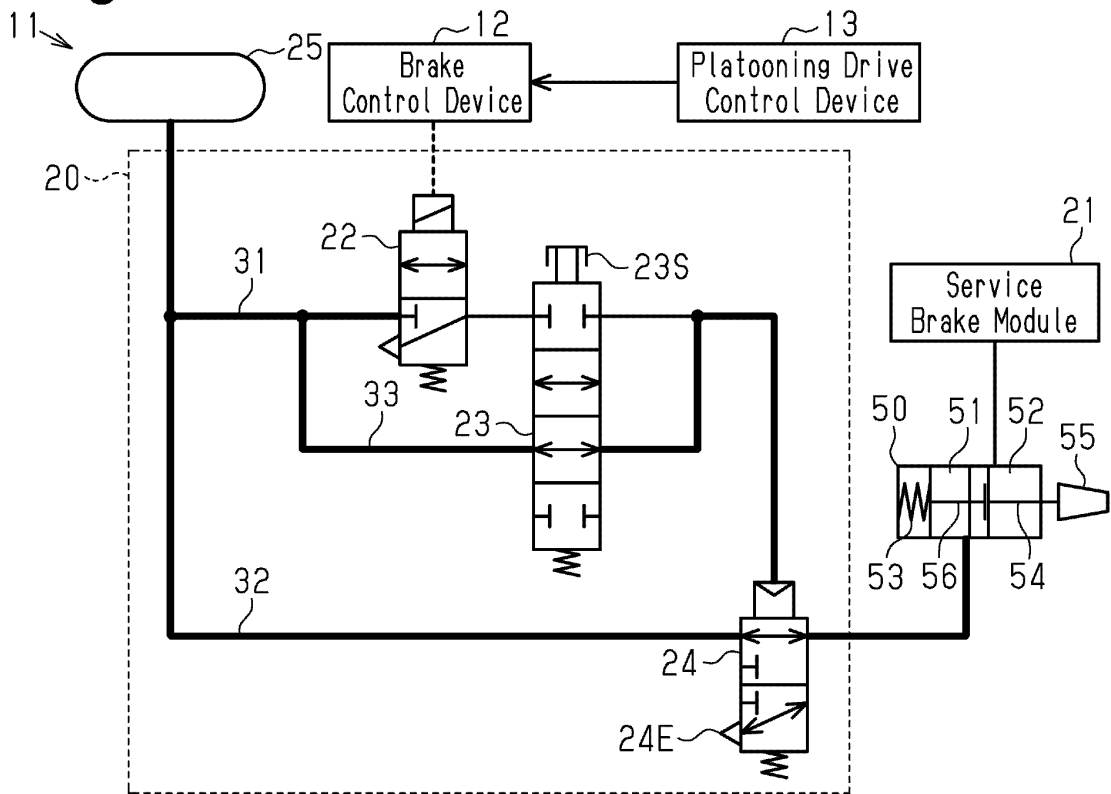 11
25
12
13
Brake
Control Device
Platooning Drive
Control Device
20
22
21
31
23S
Service
Brake Module
33
23
50
51
52
55
53
56
54
32
24
24E